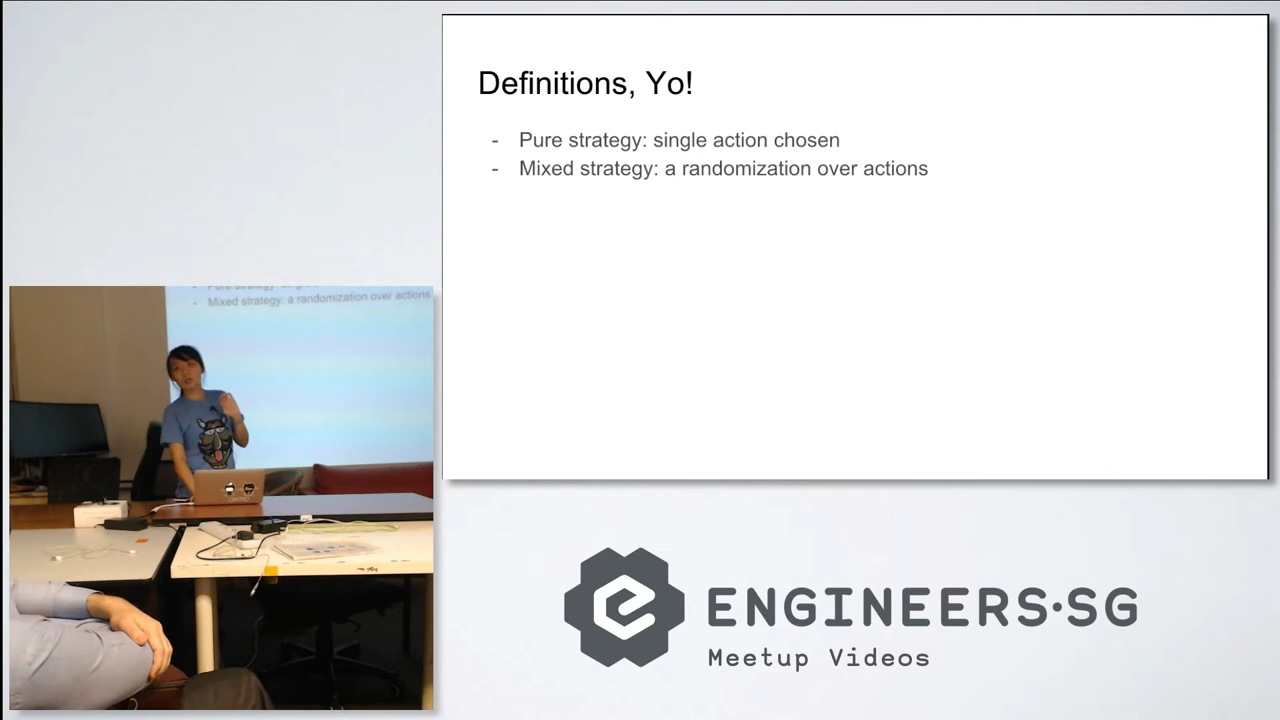 Definitions, Yo!
- Pure strategy: single action chosen
- Mixed strategy: a randomization over actions
- Mixed strategy: a randomization over actions
ENGINEERS·SG
Meetup Videos